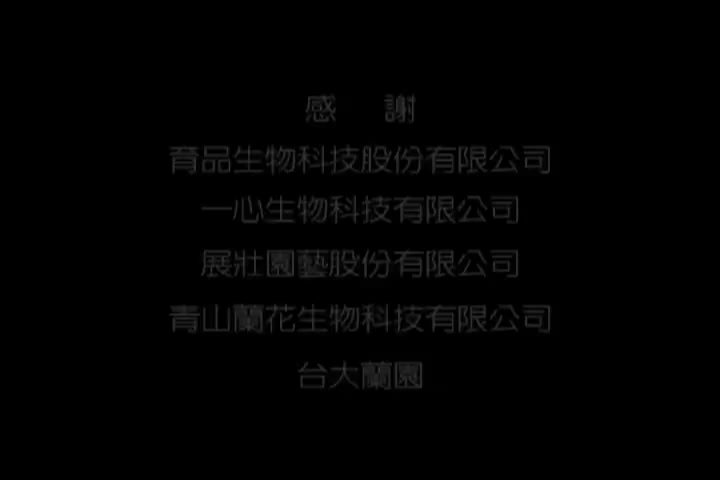 感 謝
育品生物科技股份有限公司
一心生物科技有限公司
展壯園藝股份有限公司
青山蘭花生物科技有限公司
台大蘭園